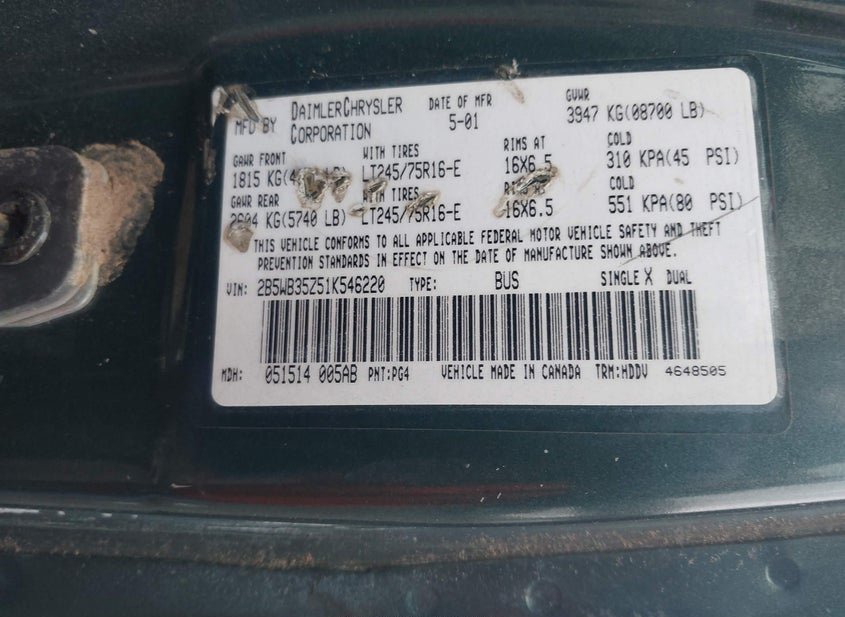 MFD BY DAIMLERCHRYSLER CORPORATION
DATE OF MFR 5-01
GVWR 3947 KG(08700 LB)
GAWR FRONT WITH TIRES RIMS AT COLD
1815 KG( LT245/75R16-E 16X6.5 310 KPA(45 PSI)
GAWR REAR WITH TIRES COLD
2604 KG(5740 LB) LT245/75R16-E 16X6.5 551 KPA(80 PSI)
THIS VEHICLE CONFORMS TO ALL APPLICABLE FEDERAL MOTOR VEHICLE SAFETY AND THEFT
PREVENTION STANDARDS IN EFFECT ON THE DATE OF MANUFACTURE SHOWN ABOVE.
VIN: 2B5WB35Z51K546220 TYPE: BUS SINGLE X DUAL
MDH: 051514 005AB PNT:PG4 VEHICLE MADE IN CANADA TRM:HDDV 4648505